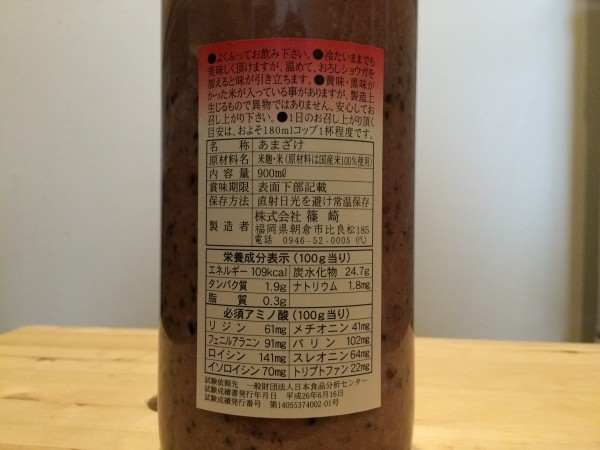 ●よくふってお飲み下さい。●冷たいままでも
美味しく頂けますが、温めて、おろしショウガを
加えると味が引き立ちます。●黄味・黒味が
かった米が入っている事がありますが、製造上
生じるもので異物ではありません。安心してお
召し上がり下さい。●1日のお召し上がり頂く
目安は、およそ180mlコップ1杯程度です。
名称 あまざけ
原材料名 米麹・米(原材料は国産米100%使用)
内容量 900mℓ
賞味期限 表面下部記載
保存方法 直射日光を避け常温保存
製造者 株式会社 篠崎
福岡県朝倉市比良松185
電話 0946-52-0005 (代)
栄養成分表示 (100g当り)
エネルギー 109kcal 炭水化物 24.7g
タンパク質 1.9g ナトリウム 1.8mg
脂質 0.3g
必須アミノ酸 (100g当り)
リジン 61mg メチオニン 41mg
フェニルアラニン 91mg バリン 102mg
ロイシン 141mg スレオニン 64mg
イソロイシン 70mg トリプトファン 22mg
試験依頼先 一般財団法人日本食品分析センター
試験成績書発行年月日 平成26年6月16日
試験成績書発行番号 第14055374002-01号